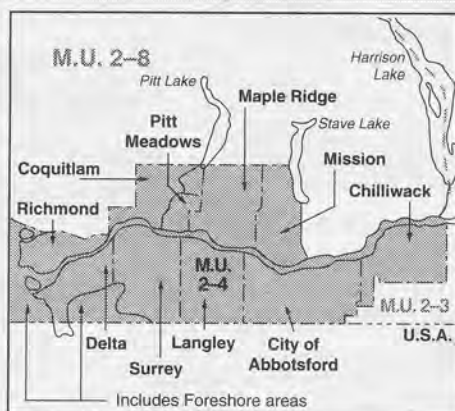 M.U. 2–8
Pitt Lake
Harrison
Lake
Maple Ridge
Pitt
Meadows
Stave Lake
Coquitlam
Mission
Richmond
Chilliwack
M.U.
2–4
M.U. 2–3
U.S.A.
Delta
Langley
City of
Abbotsford
Surrey
Includes Foreshore areas